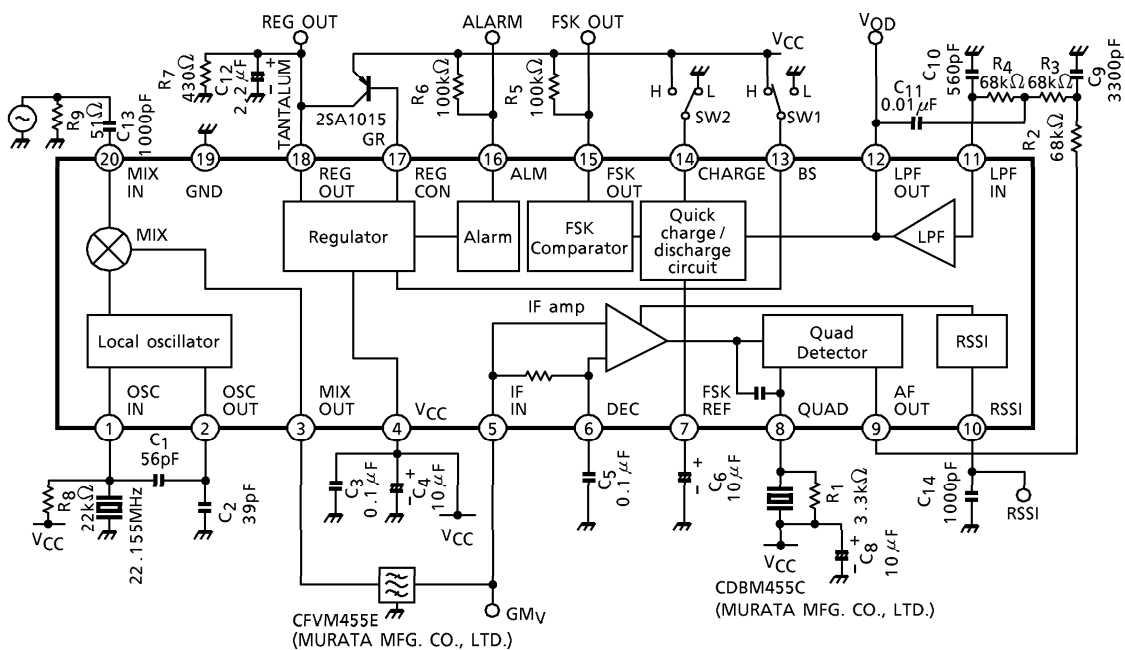 REG OUT
ALARM
FSK OUT
V_OD
V_CC
R7
430Ω
C12
2.2μF
+
-
TANTALUM
2SA1015
GR
R6
100kΩ
R5
100kΩ
H
L
SW2
H
L
SW1
C10
560pF
R4
68kΩ
R3
68kΩ
C9
3300pF
C11
0.01μF
R2
68kΩ
R9
51Ω
C13
1000pF
20
19
18
17
16
15
14
13
12
11
MIX
IN
GND
REG
OUT
REG
CON
ALM
FSK
OUT
CHARGE
BS
LPF
OUT
LPF
IN
MIX
Regulator
Alarm
FSK
Comparator
Quick
charge /
discharge
circuit
LPF
Local oscillator
IF amp
Quad
Detector
RSSI
OSC
IN
OSC
OUT
MIX
OUT
V_CC
IF
IN
DEC
FSK
REF
QUAD
AF
OUT
RSSI
1
2
3
4
5
6
7
8
9
10
C1
56pF
R8
22kΩ
V_CC
22.155MHz
C2
39pF
C3
0.1μF
+
-
C4
10μF
V_CC
C5
0.1μF
+
-
C6
10μF
R1
3.3kΩ
V_CC
+
-
C8
10μF
C14
1000pF
RSSI
CFVM455E
(MURATA MFG. CO., LTD.)
GM_V
CDBM455C
(MURATA MFG. CO., LTD.)